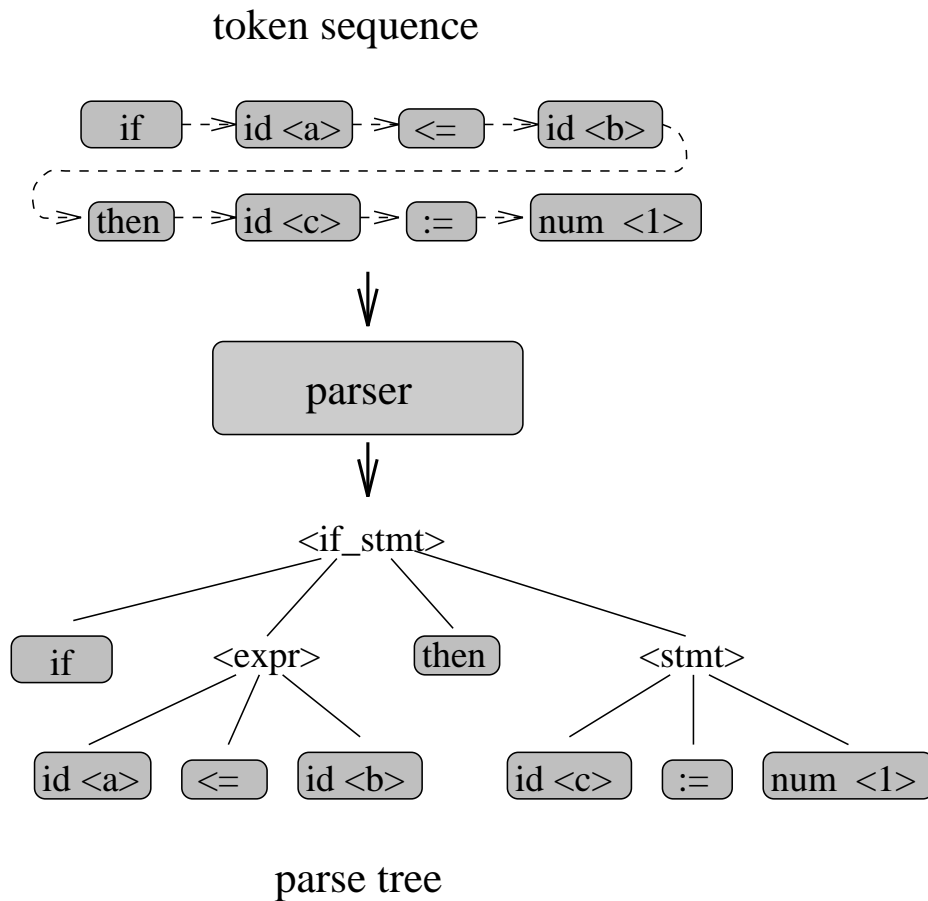 token sequence
if id <a> <= id <b>
then id <c> := num <1>
parser
<if_stmt>
if <expr> then <stmt>
id <a> <= id <b> id <c> := num <1>
parse tree